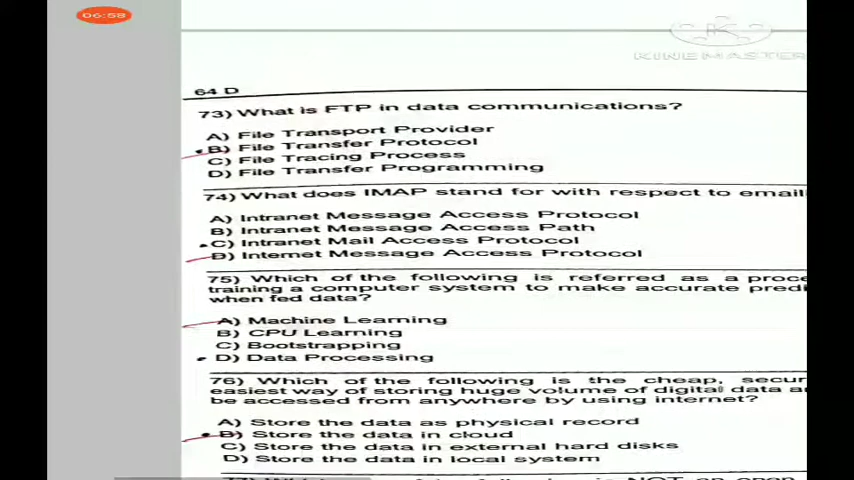 06:58
KINEMASTER
64 D
73) What is FTP in data communications?
A) File Transport Provider
B) File Transfer Protocol
C) File Tracing Process
D) File Transfer Programming
74) What does IMAP stand for with respect to email
A) Intranet Message Access Protocol
B) Intranet Message Access Path
C) Intranet Mail Access Protocol
D) Internet Message Access Protocol
75) Which of the following is referred as a proce
training a computer system to make accurate predi
when fed data?
A) Machine Learning
B) CPU Learning
C) Bootstrapping
D) Data Processing
76) Which of the following is the cheap, secur
easiest way of storing huge volume of digital data a
be accessed from anywhere by using internet?
A) Store the data as physical record
B) Store the data in cloud
C) Store the data in external hard disks
D) Store the data in local system